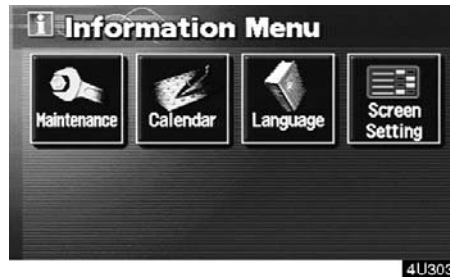 i Information Menu
Maintenance
Calendar
Language
Screen
Setting
4U303